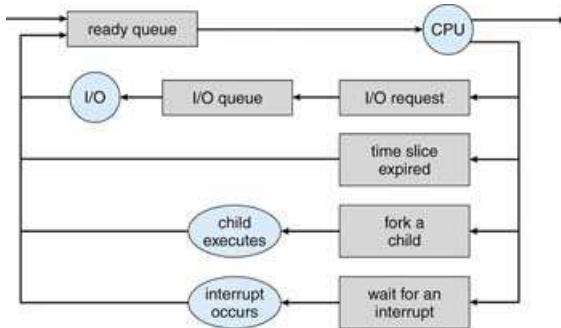 ready queue
CPU
I/O
I/O queue
I/O request
time slice
expired
child
executes
fork a
child
interrupt
occurs
wait for an
interrupt